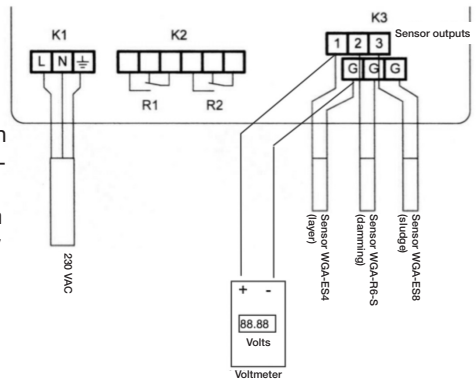 K1
K2
K3
Sensor outputs
1 2 3
L N
G G G
R1
R2
230 VAC
Sensor WGA-ES4
(layer)
Sensor WGA-R6-S
(damming)
Sensor WGA-ES8
(sludge)
+ -
88.88
Volts
Voltmeter